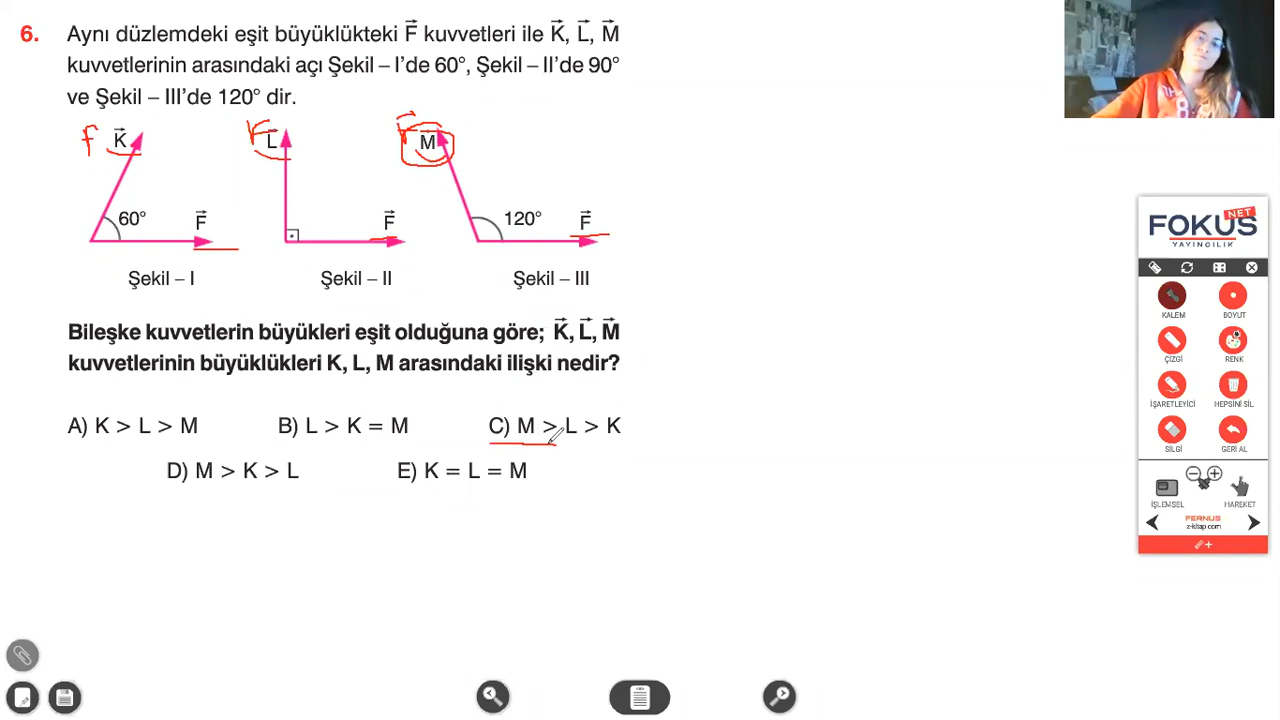 6. Aynı düzlemdeki eşit büyüklükteki F kuvvetleri ile K, L, M
kuvvetlerinin arasındaki açı Şekil – I'de 60°, Şekil – II'de 90°
ve Şekil – III'de 120° dir.
F K
F L
F M
60° F
F
120° F
Şekil – I
Şekil – II
Şekil – III
Bileşke kuvvetlerin büyükleri eşit olduğuna göre; K, L, M
kuvvetlerinin büyüklükleri K, L, M arasındaki ilişki nedir?
A) K > L > M
B) L > K = M
C) M > L > K
D) M > K > L
E) K = L = M
FOKUS NET
YAYINCILIK
KALEM
BOYUT
ÇİZGİ
RENK
İŞARETLEYİCİ
HEPSİNİ SİL
SİLGİ
GERİ AL
İŞLEMSEL
HAREKET
FERNUS
z-kitap.com